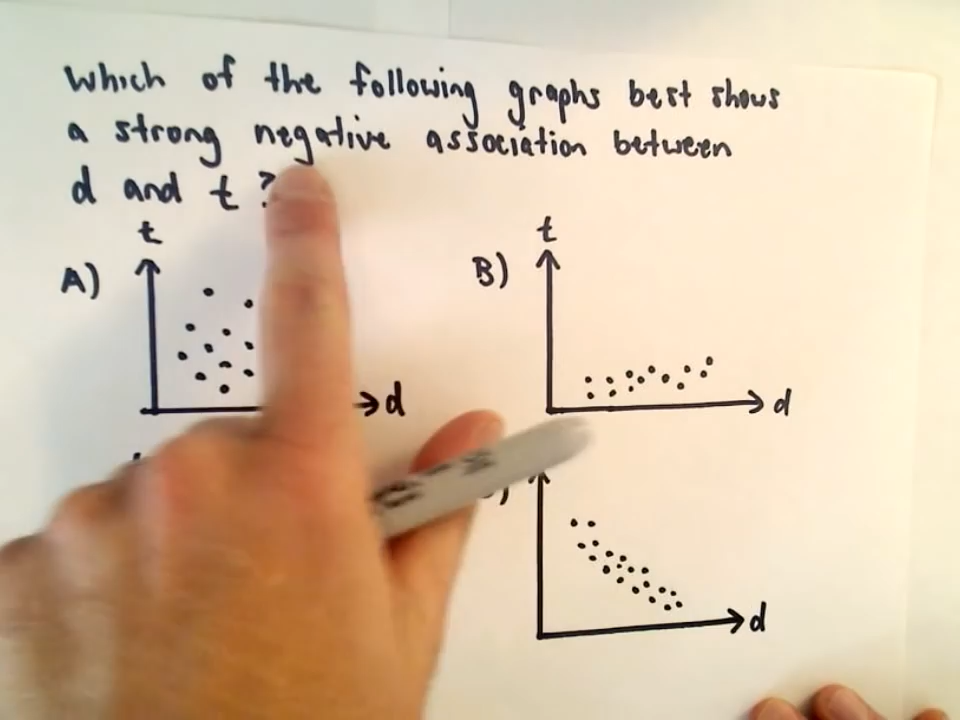 Which of the following graphs best shows
a strong negative association between
d and t?
t
A)
d
t
B)
d
d